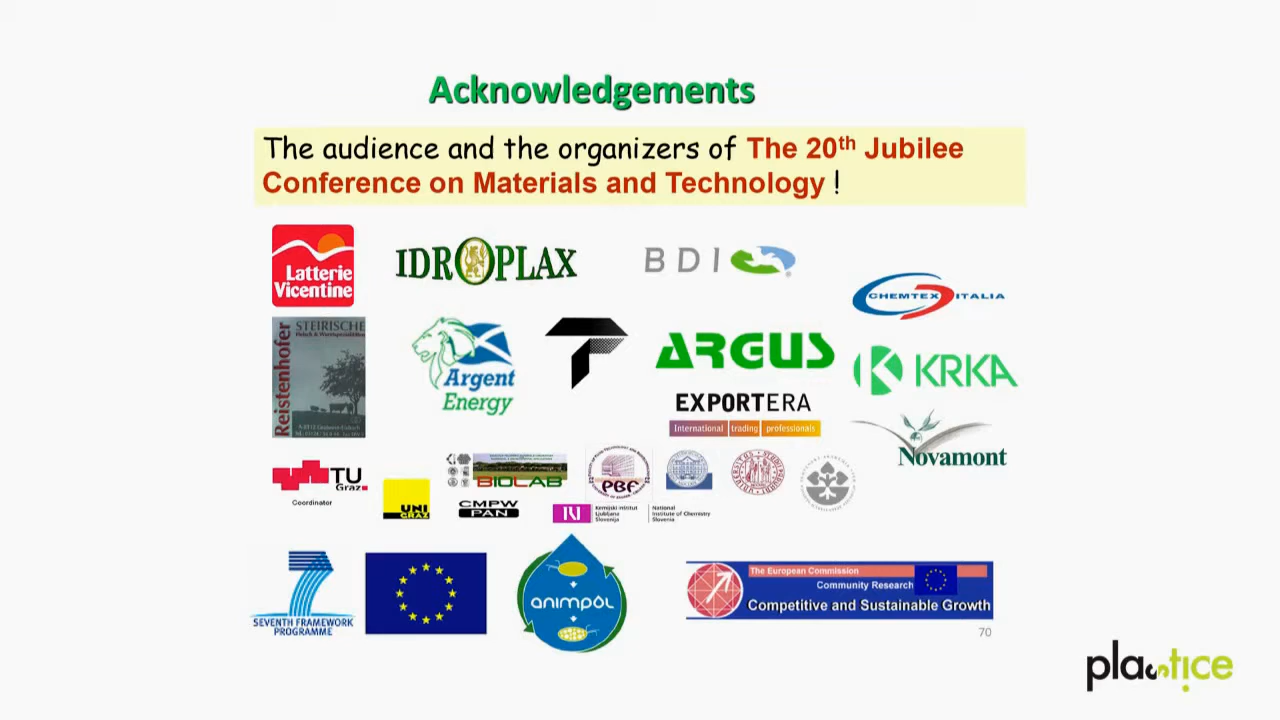 Acknowledgements
The audience and the organizers of The 20th Jubilee
Conference on Materials and Technology !
Latterie
Vicentine
IDROPLAX
BDI
CHEMTEX ITALIA
Reistenhofer
STEIRISCHE
Argent
Energy
ARGUS
KRKA
EXPORTERA
International trading professionals
Novamont
TU
Graz
Coordinator
UNI
GRAZ
BIOLAB
CMPW
PAN
PBF
Kemijski inštitut
Ljubljana
Slovenija
National
Institute of Chemistry
Slovenia
SEVENTH FRAMEWORK
PROGRAMME
animpol
The European Commission
Community Research
Competitive and Sustainable Growth
70
plastice